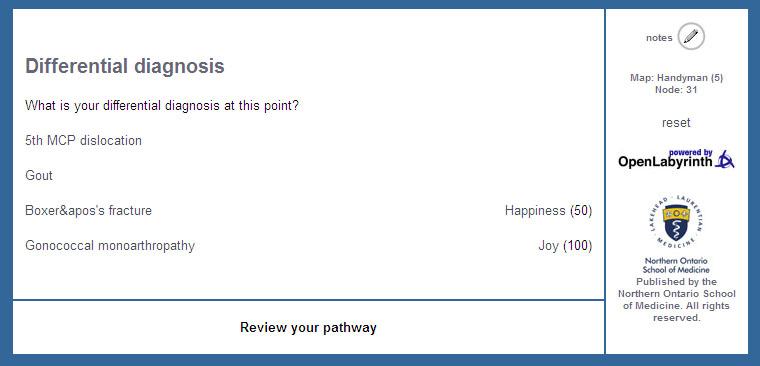 Differential diagnosis
What is your differential diagnosis at this point?
5th MCP dislocation
Gout
Boxer&apos's fracture Happiness (50)
Gonococcal monoarthropathy Joy (100)
Review your pathway
notes
Map: Handyman (5)
Node: 31
reset
powered by
OpenLabyrinth
LAKEHEAD · LAURENTIAN
MEDICINE
Northern Ontario
School of Medicine
Published by the
Northern Ontario School
of Medicine. All rights
reserved.